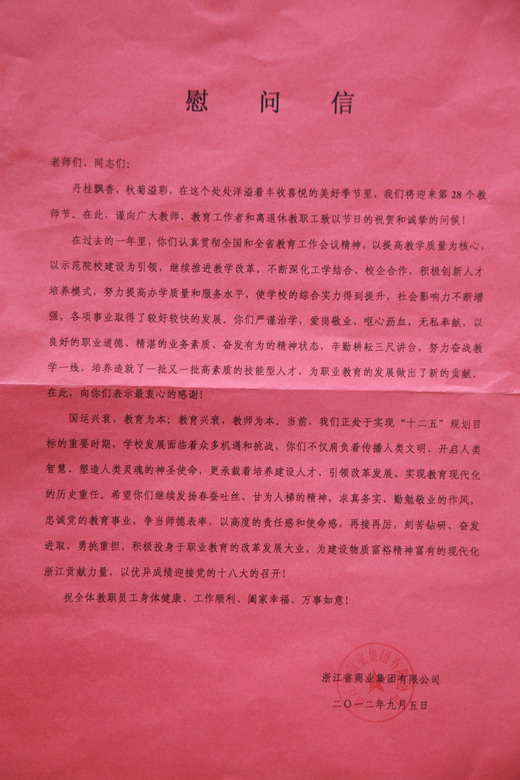 慰问信
老师们、同志们：
丹桂飘香，秋菊溢彩，在这个处处洋溢着丰收喜悦的美好季节里，我们将迎来第28个教
师节。在此，谨向广大教师、教育工作者和离退休教职工致以节日的祝贺和诚挚的问候！
在过去的一年里，你们认真贯彻全国和全省教育工作会议精神，以提高教学质量为核心，
以示范院校建设为引领，继续推进教学改革，不断深化工学结合、校企合作，积极创新人才
培养模式，努力提高办学质量和服务水平，使学校的综合实力得到提升，社会影响力不断增
强，各项事业取得了较好较快的发展。你们严谨治学，爱岗敬业，呕心沥血，无私奉献，以
良好的职业道德、精湛的业务素质、奋发有为的精神状态，辛勤耕耘三尺讲台，努力奋战教
学一线，培养造就了一批又一批高素质的技能型人才，为职业教育的发展做出了新的贡献。
在此，向你们表示最衷心的感谢！
国运兴衰，教育为本；教育兴衰，教师为本。当前，我们正处于实现“十二五”规划目
标的重要时期，学校发展面临着众多机遇和挑战，你们不仅肩负着传播人类文明、开启人类
智慧、塑造人类灵魂的神圣使命，更承载着培养建设人才、引领改革发展、实现教育现代化
的历史重任。希望你们继续发扬春蚕吐丝、甘为人梯的精神，求真务实、勤勉敬业的作风，
忠诚党的教育事业，争当师德表率，以高度的责任感和使命感，再接再厉，刻苦钻研，奋发
进取，勇挑重担，积极投身于职业教育的改革发展大业，为建设物质富裕精神富有的现代化
浙江贡献力量，以优异成绩迎接党的十八大的召开！
祝全体教职员工身体健康、工作顺利、阖家幸福、万事如意！
浙江省商业集团有限公司
二〇一二年九月五日